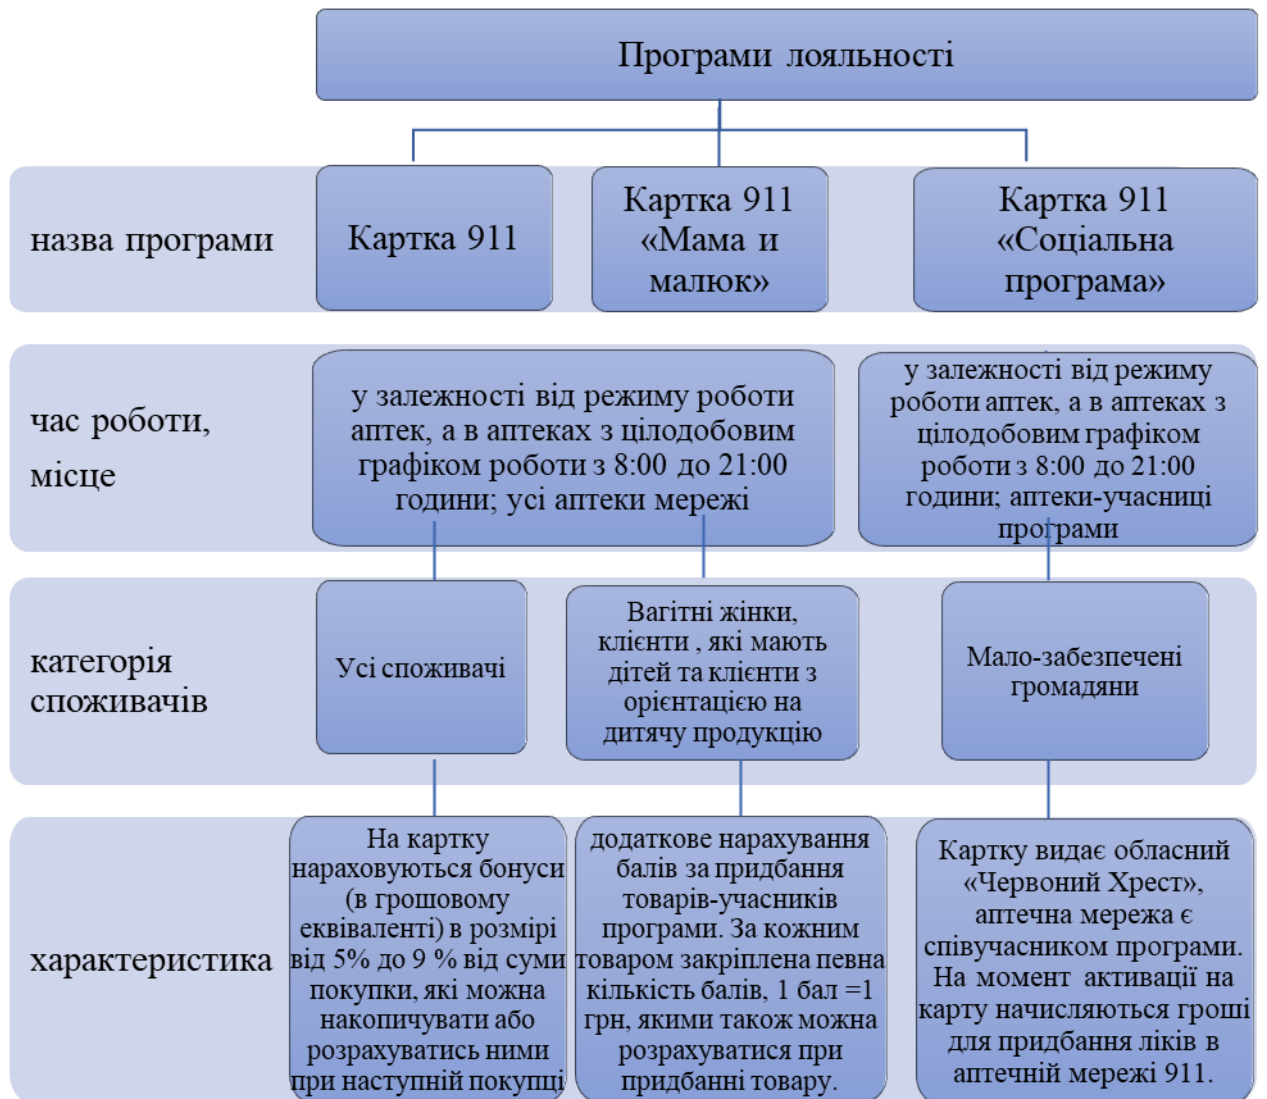 Програми лояльності
назва програми
Картка 911
Картка 911
«Мама и
малюк»
Картка 911
«Соціальна
програма»
час роботи,
місце
у залежності від режиму роботи
аптек, а в аптеках з цілодобовим
графіком роботи з 8:00 до 21:00
години; усі аптеки мережі
у залежності від режиму
роботи аптек, а в аптеках з
цілодобовим графіком
роботи з 8:00 до 21:00
години; аптеки-учасниці
програми
категорія
споживачів
Усі споживачі
Вагітні жінки,
клієнти , які мають
дітей та клієнти з
орієнтацією на
дитячу продукцію
Мало-забезпечені
громадяни
характеристика
На картку
нараховуються бонуси
(в грошовому
еквіваленті) в розмірі
від 5% до 9 % від суми
покупки, які можна
накопичувати або
розрахуватись ними
при наступній покупці
додаткове нарахування
балів за придбання
товарів-учасників
програми. За кожним
товаром закріплена певна
кількість балів, 1 бал =1
грн, якими також можна
розрахуватися при
придбанні товару.
Картку видає обласний
«Червоний Хрест»,
аптечна мережа є
співучасником програми.
На момент активації на
карту начисляються гроші
для придбання ліків в
аптечній мережі 911.